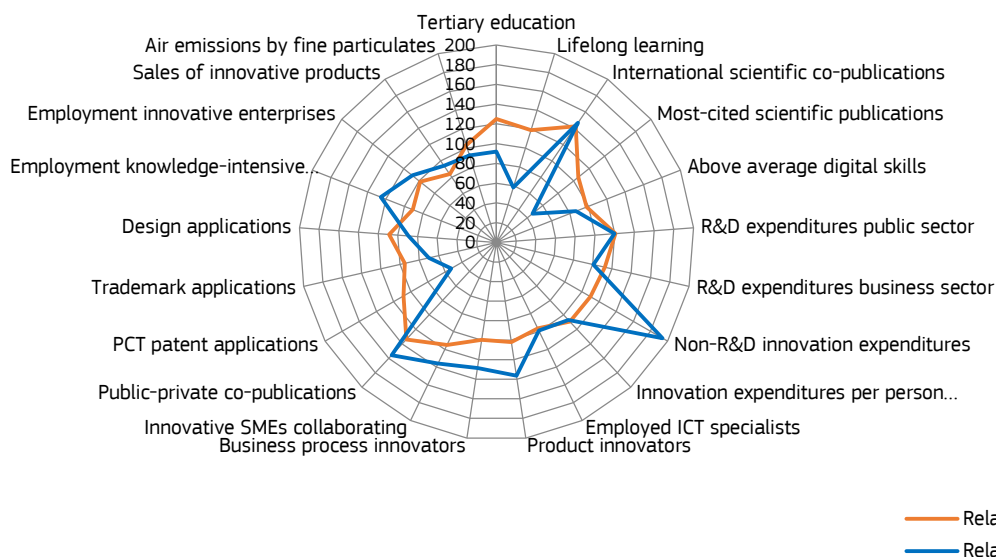 Tertiary education
Air emissions by fine particulates
200
Lifelong learning
Sales of innovative products
180
International scientific co-publications
160
Employment innovative enterprises
140
Most-cited scientific publications
120
Employment knowledge-intensive...
100
Above average digital skills
80
60
40
Design applications
20
R&D expenditures public sector
0
Trademark applications
R&D expenditures business sector
PCT patent applications
Non-R&D innovation expenditures
Public-private co-publications
Innovation expenditures per person...
Innovative SMEs collaborating
Employed ICT specialists
Business process innovators
Product innovators
Rela
Rela